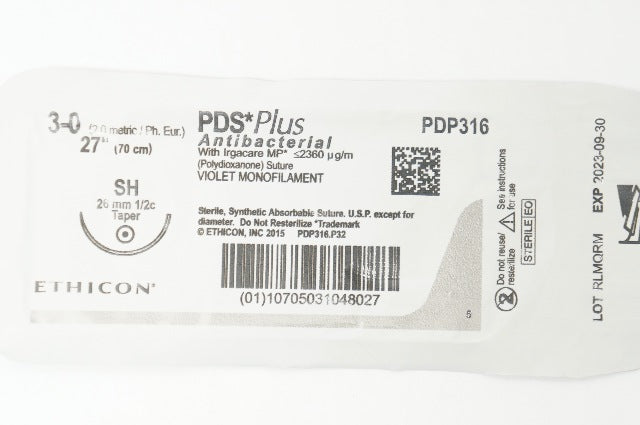 3-0 (2.0 metric / Ph. Eur.)
27" (70 cm)
SH
26 mm 1/2c
Taper
ETHICON*
PDS*Plus
Antibacterial
With Irgacare MP* ≤2360 µg/m
(Polydioxanone) Suture
VIOLET MONOFILAMENT
PDP316
Sterile, Synthetic Absorbable Suture. U.S.P. except for
diameter. Do Not Resterilize *Trademark
© ETHICON, INC 2015 PDP316.P32
(01)10705031048027
6
Do not reuse/
resterilize
See instructions
for use
STERILE EO
LOT RLMQRM EXP 2023-09-30